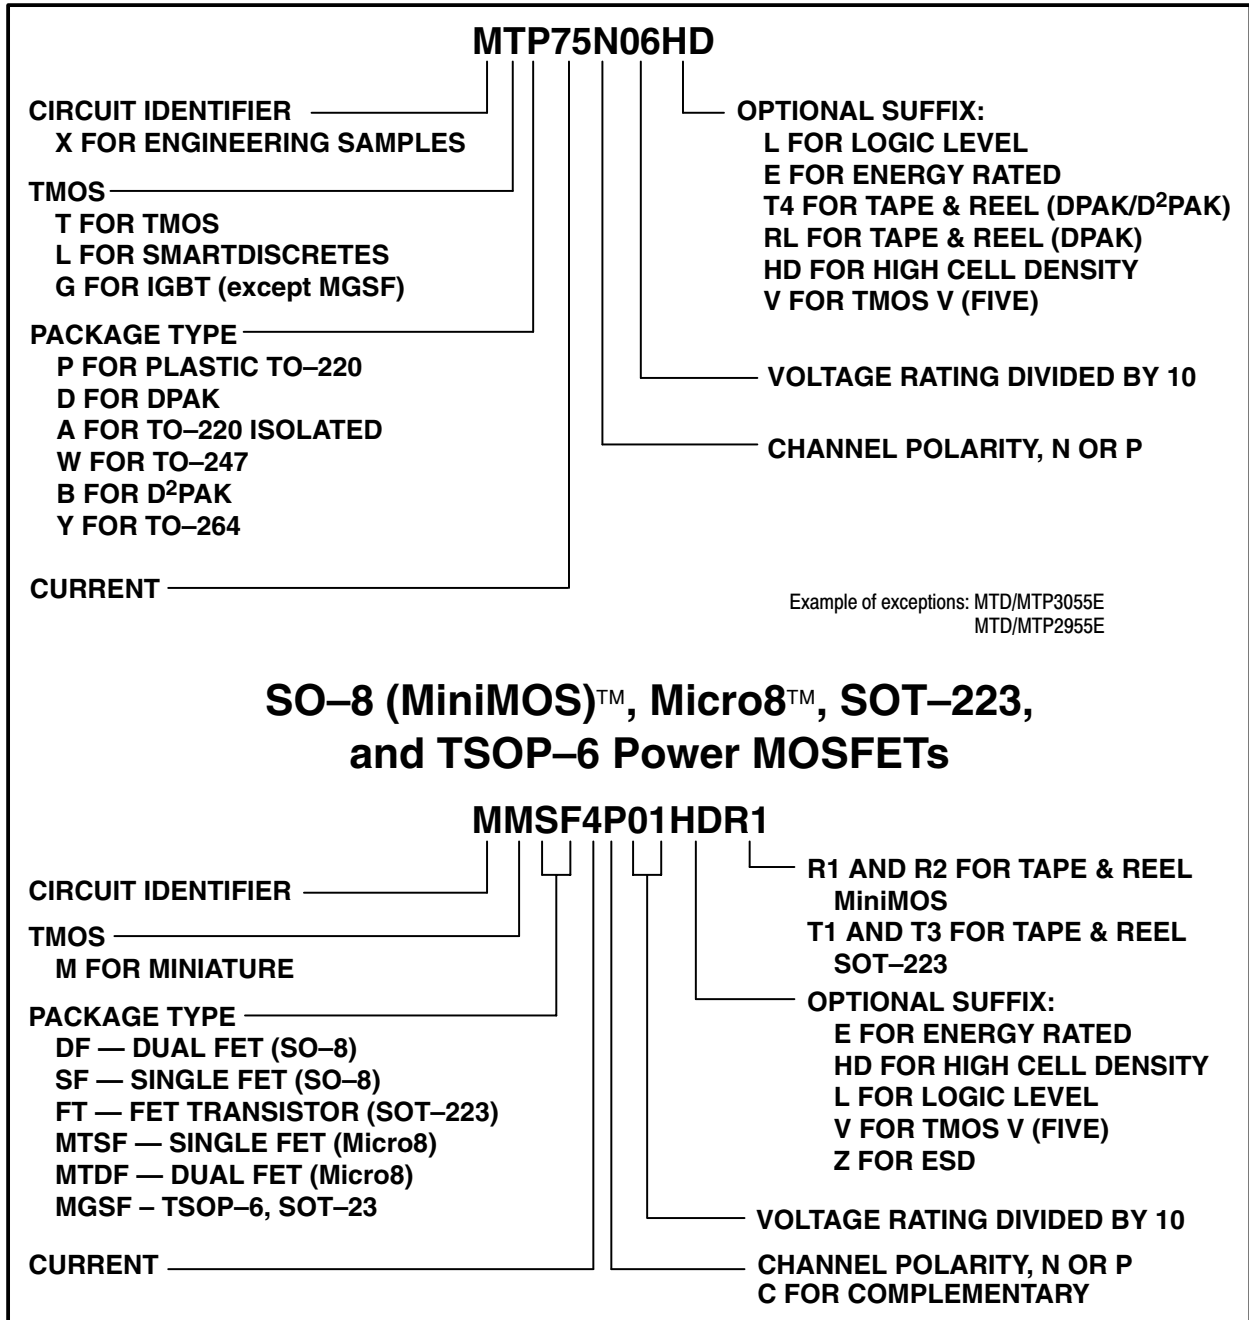 MTP75N06HD
CIRCUIT IDENTIFIER
X FOR ENGINEERING SAMPLES
TMOS
T FOR TMOS
L FOR SMARTDISCRETES
G FOR IGBT (except MGSF)
PACKAGE TYPE
P FOR PLASTIC TO–220
D FOR DPAK
A FOR TO–220 ISOLATED
W FOR TO–247
B FOR D²PAK
Y FOR TO–264
CURRENT
OPTIONAL SUFFIX:
L FOR LOGIC LEVEL
E FOR ENERGY RATED
T4 FOR TAPE & REEL (DPAK/D²PAK)
RL FOR TAPE & REEL (DPAK)
HD FOR HIGH CELL DENSITY
V FOR TMOS V (FIVE)
VOLTAGE RATING DIVIDED BY 10
CHANNEL POLARITY, N OR P
Example of exceptions: MTD/MTP3055E
MTD/MTP2955E
SO–8 (MiniMOS)™, Micro8™, SOT–223,
and TSOP–6 Power MOSFETs
MMSF4P01HDR1
CIRCUIT IDENTIFIER
TMOS
M FOR MINIATURE
PACKAGE TYPE
DF — DUAL FET (SO–8)
SF — SINGLE FET (SO–8)
FT — FET TRANSISTOR (SOT–223)
MTSF — SINGLE FET (Micro8)
MTDF — DUAL FET (Micro8)
MGSF – TSOP–6, SOT–23
CURRENT
R1 AND R2 FOR TAPE & REEL
MiniMOS
T1 AND T3 FOR TAPE & REEL
SOT–223
OPTIONAL SUFFIX:
E FOR ENERGY RATED
HD FOR HIGH CELL DENSITY
L FOR LOGIC LEVEL
V FOR TMOS V (FIVE)
Z FOR ESD
VOLTAGE RATING DIVIDED BY 10
CHANNEL POLARITY, N OR P
C FOR COMPLEMENTARY